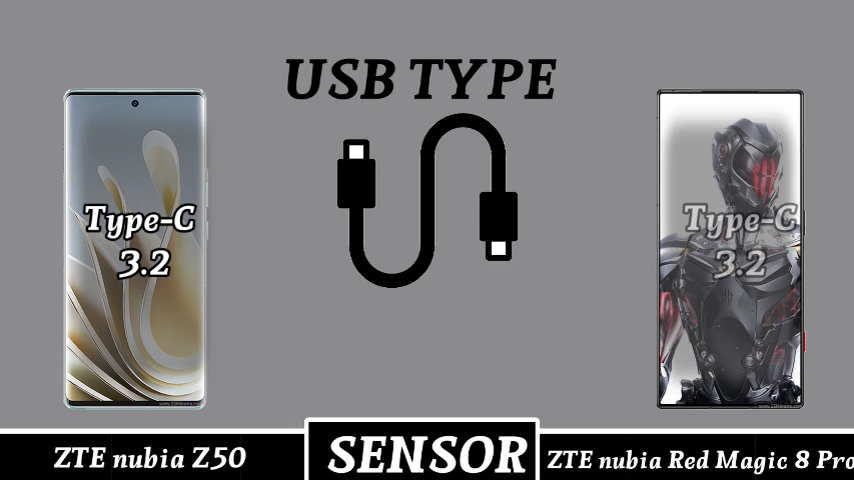 USB TYPE
Type-C
3.2
Type-C
3.2
ZTE nubia Z50
SENSOR
ZTE nubia Red Magic 8 Pro